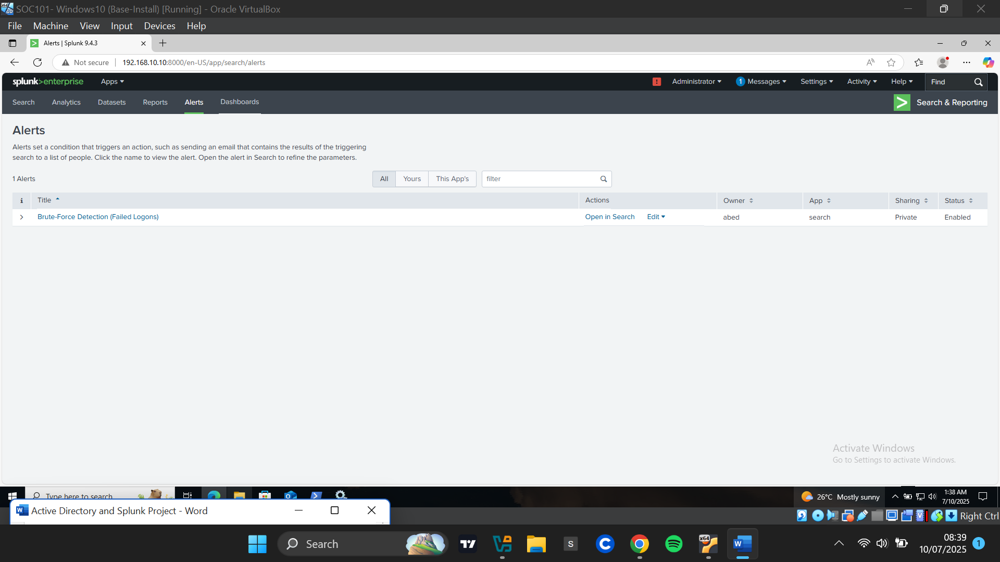 SOC101- Windows10 (Base-Install) [Running] - Oracle VirtualBox
File Machine View Input Devices Help
Alerts | Splunk 9.4.3
Not secure 192.168.10.10:8000/en-US/app/search/alerts
splunk>enterprise Apps Administrator 1 Messages Settings Activity Help Find
Search Analytics Datasets Reports Alerts Dashboards Search & Reporting
Alerts
Alerts set a condition that triggers an action, such as sending an email that contains the results of the triggering
search to a list of people. Click the name to view the alert. Open the alert in Search to refine the parameters.
1 Alerts All Yours This App's filter
i Title Actions Owner App Sharing Status
Brute-Force Detection (Failed Logons) Open in Search Edit abed search Private Enabled
Activate Windows
Go to Settings to activate Windows.
Type here to search 26°C Mostly sunny 1:38 AM
7/10/2025
Active Directory and Splunk Project - Word
Right Ctrl
Search 08:39
10/07/2025 1